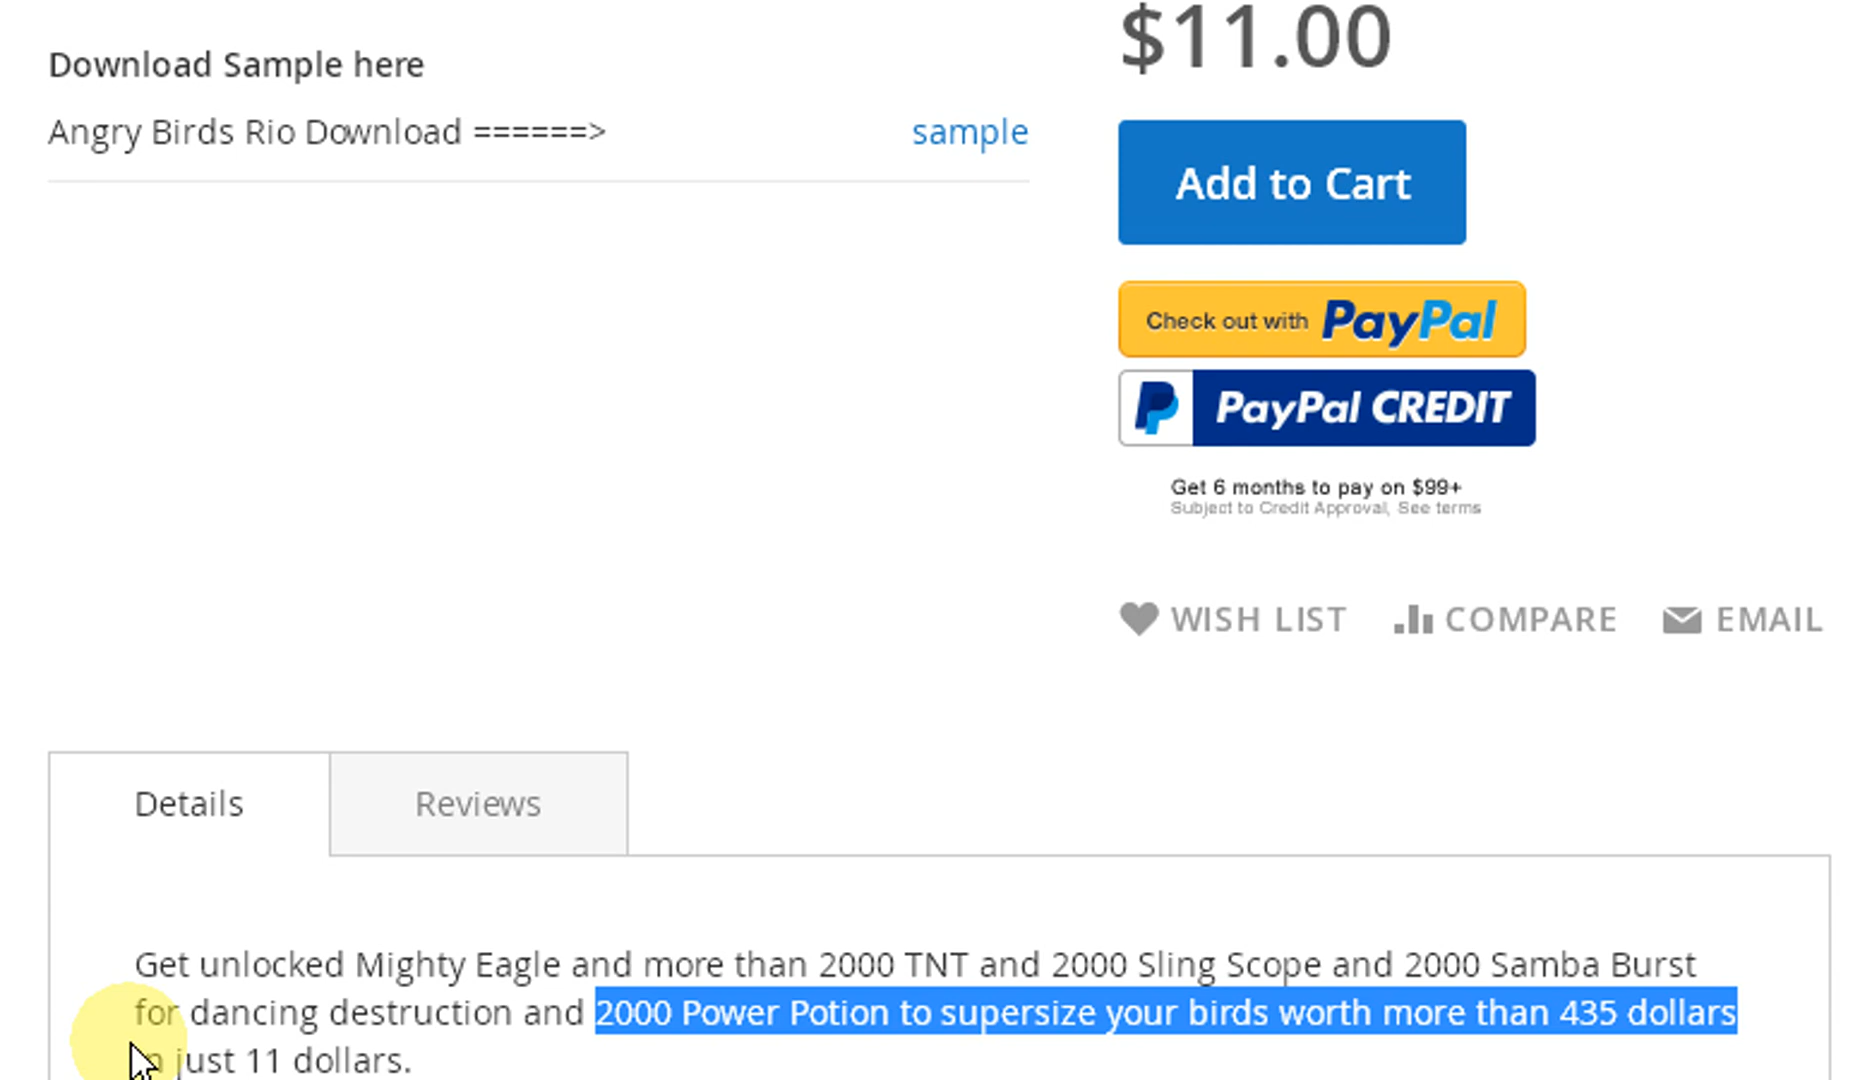 $11.00
Download Sample here
Angry Birds Rio Download ======> sample
Add to Cart
Check out with PayPal
PayPal CREDIT
Get 6 months to pay on $99+
Subject to Credit Approval, See terms
WISH LIST COMPARE EMAIL
Details Reviews
Get unlocked Mighty Eagle and more than 2000 TNT and 2000 Sling Scope and 2000 Samba Burst
for dancing destruction and 2000 Power Potion to supersize your birds worth more than 435 dollars
just 11 dollars.